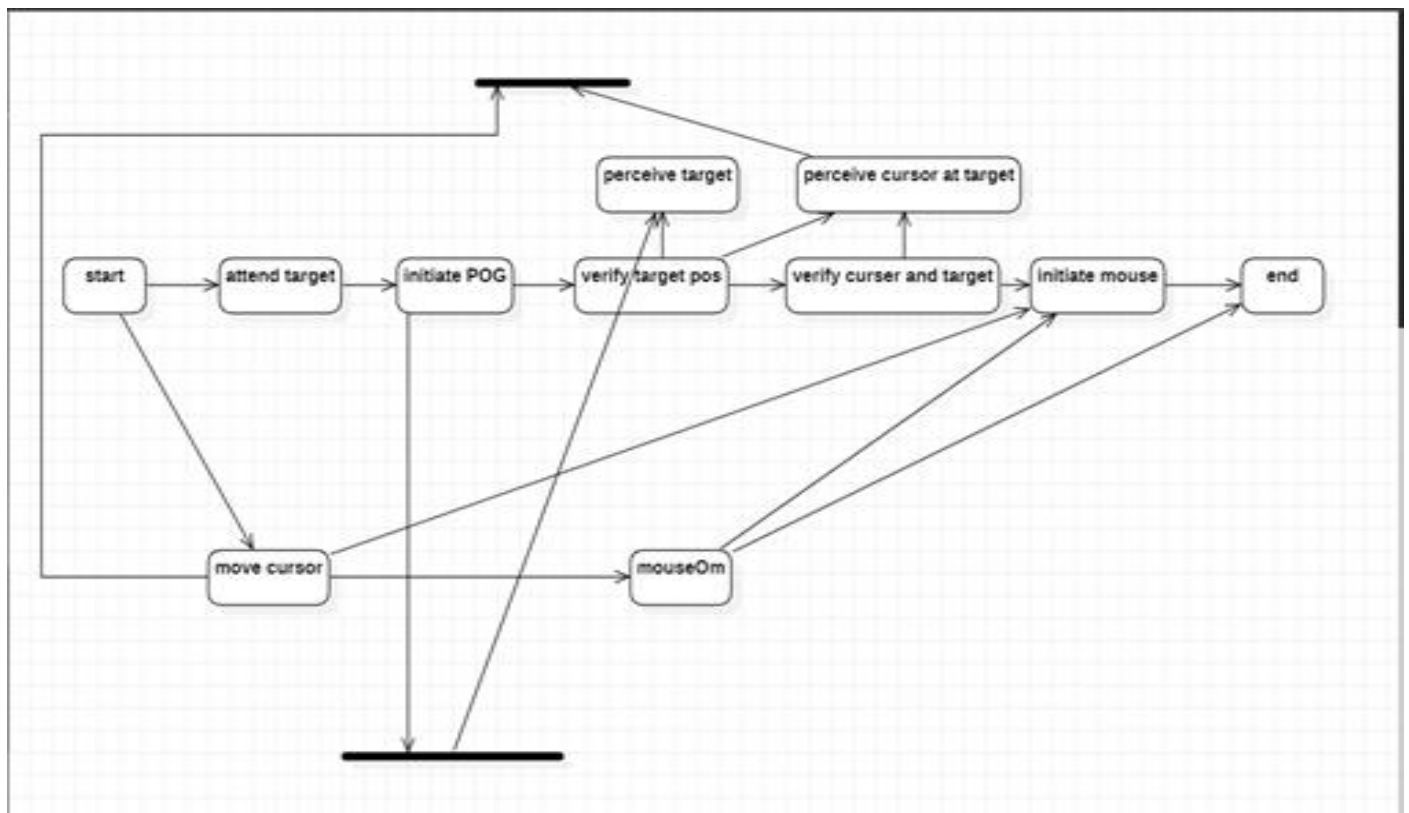 perceive target
perceive cursor at target
start
attend target
initiate POG
verify target pos
verify curser and target
initiate mouse
end
move cursor
mouseOm